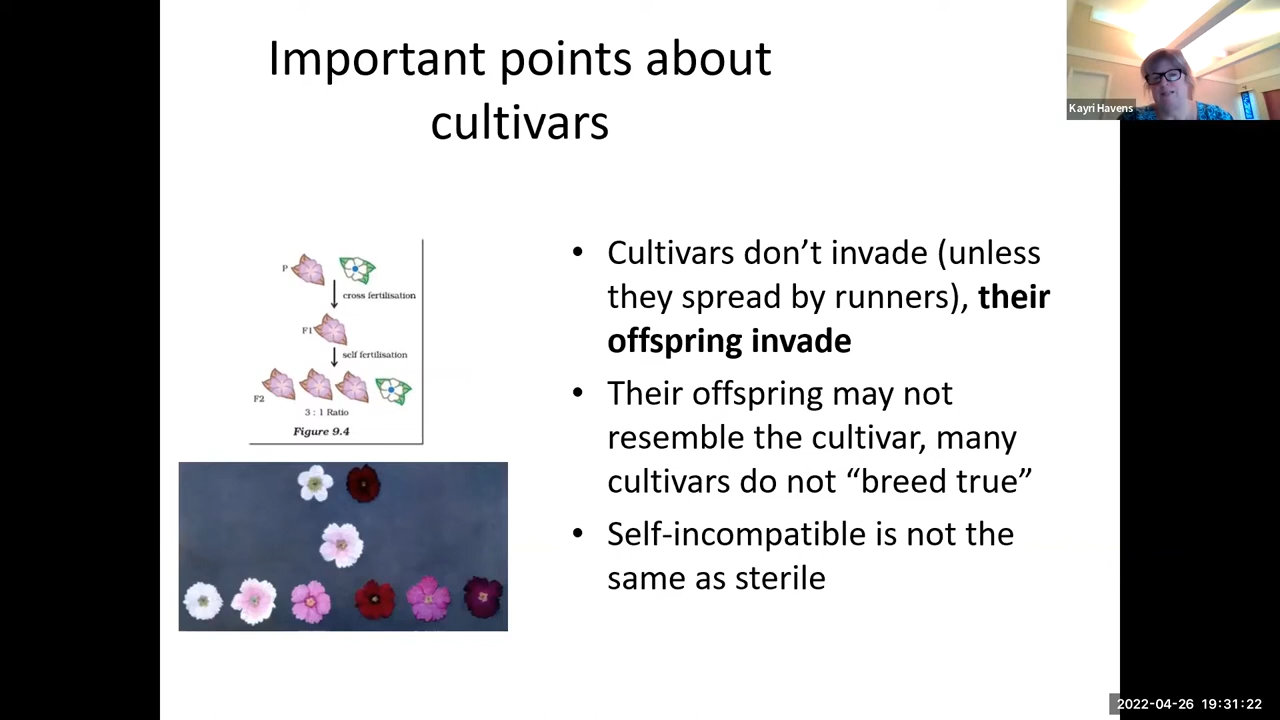 Important points about
cultivars
Kayri Havens
P
cross fertilisation
F1
self fertilisation
F2
3 : 1 Ratio
Figure 9.4
• Cultivars don’t invade (unless
they spread by runners), their
offspring invade
• Their offspring may not
resemble the cultivar, many
cultivars do not “breed true”
• Self-incompatible is not the
same as sterile
2022-04-26 19:31:22